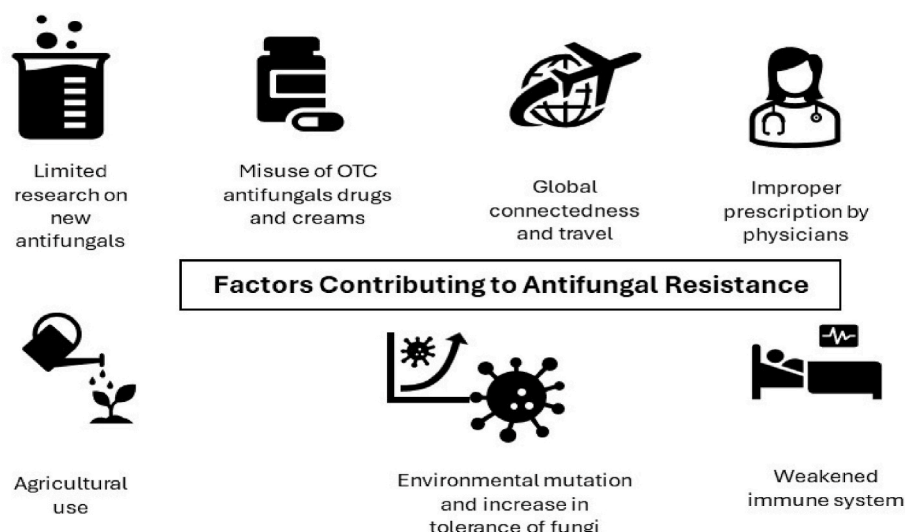 Limited
research on
new
antifungals
Misuse of OTC
antifungals drugs
and creams
Global
connectedness
and travel
Improper
prescription by
physicians
Factors Contributing to Antifungal Resistance
Agricultural
use
Environmental mutation
and increase in
tolerance of fungi
Weakened
immune system